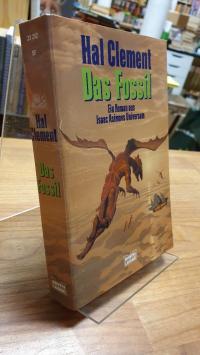 Hal Clement
Das Fossil
Ein Roman aus
Isaac Asimovs Universum
Hal
Clement
Das
Fossil